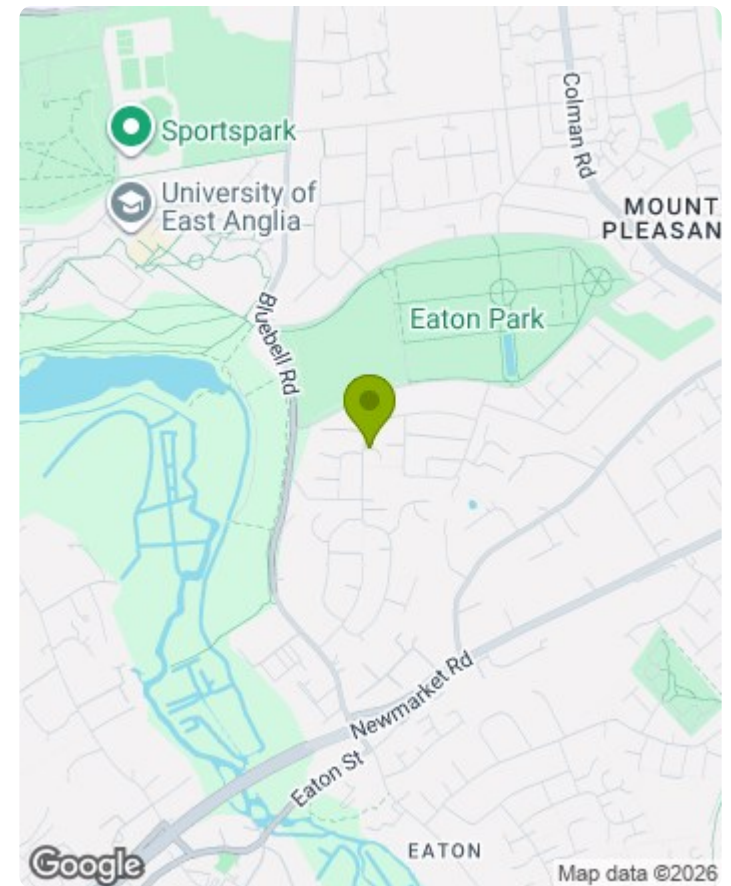 Colman Rd
Sportspark
MOUNT
PLEASAN
University of
East Anglia
Bluebell Rd
Eaton Park
Newmarket Rd
Eaton St
EATON
Google
Map data ©2026